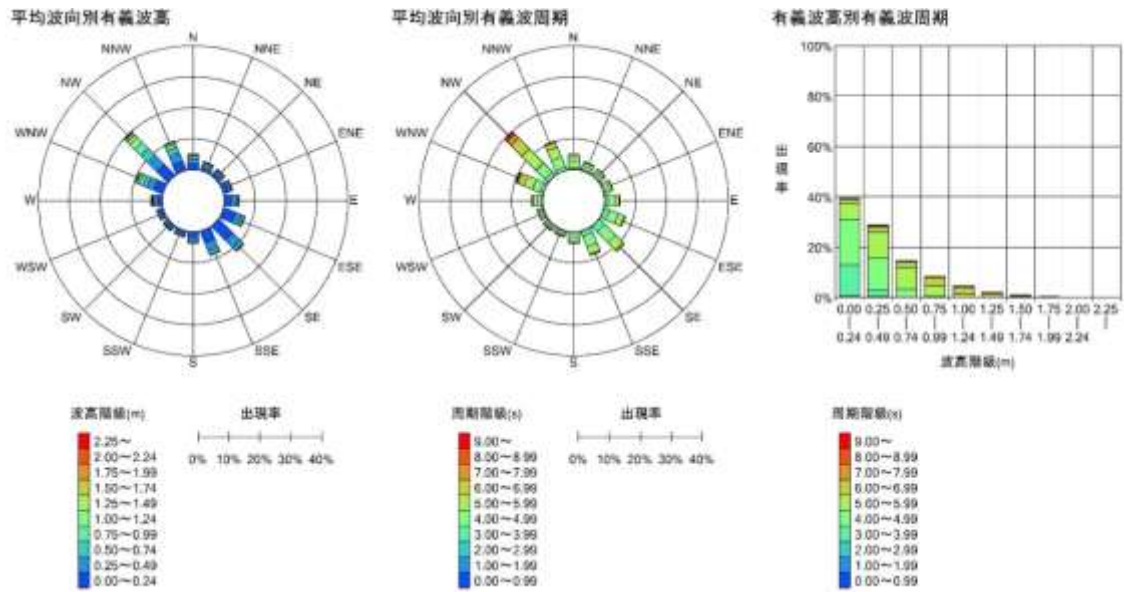 平均波向別有義波高
N
NNE
NE
ENE
E
ESE
SE
SSE
S
SSW
SW
WSW
W
WNW
NW
NNW
波高階級(m)
2.25～
2.00～2.24
1.75～1.99
1.50～1.74
1.25～1.49
1.00～1.24
0.75～0.99
0.50～0.74
0.25～0.49
0.00～0.24
出現率
0% 10% 20% 30% 40%
平均波向別有義波周期
N
NNE
NE
ENE
E
ESE
SE
SSE
S
SSW
SW
WSW
W
WNW
NW
NNW
周期階級(s)
9.00～
8.00～8.99
7.00～7.99
6.00～6.99
5.00～5.99
4.00～4.99
3.00～3.99
2.00～2.99
1.00～1.99
0.00～0.99
出現率
0% 10% 20% 30% 40%
有義波高別有義波周期
100%
80%
60%
40%
20%
0%
出現率
0.00 0.25 0.50 0.75 1.00 1.25 1.50 1.75 2.00 2.25
0.24 0.49 0.74 0.99 1.24 1.49 1.74 1.99 2.24
波高階級(m)
周期階級(s)
9.00～
8.00～8.99
7.00～7.99
6.00～6.99
5.00～5.99
4.00～4.99
3.00～3.99
2.00～2.99
1.00～1.99
0.00～0.99